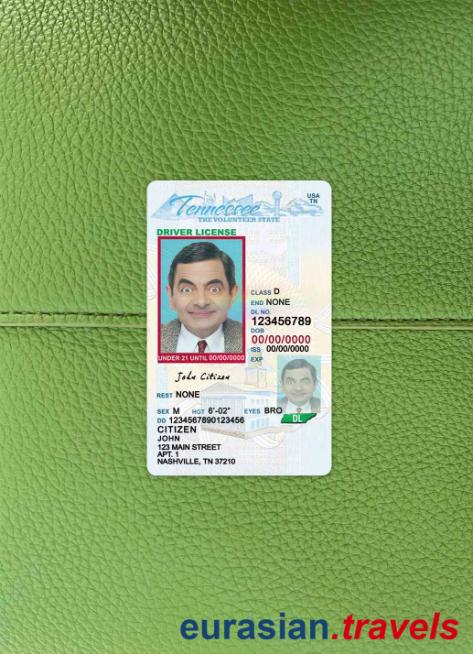 USA
TN
Tennessee
THE VOLUNTEER STATE
DRIVER LICENSE
CLASS D
END NONE
DL NO.
123456789
DOB
00/00/0000
ISS 00/00/0000
EXP
UNDER 21 UNTIL 00/00/0000
John Citizen
REST NONE
SEX M HGT 6'-02" EYES BRO
DL
DD 1234567890123456
CITIZEN
JOHN
123 MAIN STREET
APT. 1
NASHVILLE, TN 37210
eurasian.travels